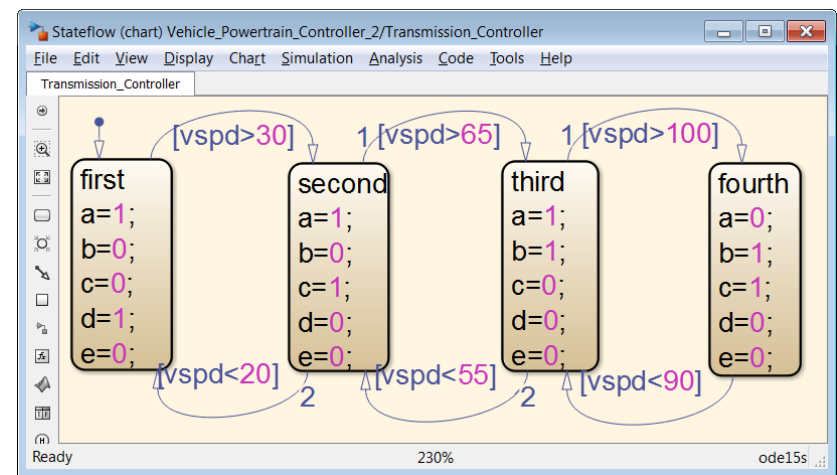 Stateflow (chart) Vehicle_Powertrain_Controller_2/Transmission_Controller
File Edit View Display Chart Simulation Analysis Code Tools Help
Transmission_Controller
[vspd>30]
1
[vspd>65]
1
[vspd>100]
first
a=1;
b=0;
c=0;
d=1;
e=0;
second
a=1;
b=0;
c=1;
d=0;
e=0;
third
a=1;
b=1;
c=0;
d=0;
e=0;
fourth
a=0;
b=1;
c=1;
d=0;
e=0;
[vspd<20]
2
[vspd<55]
2
[vspd<90]
Ready 230% ode15s